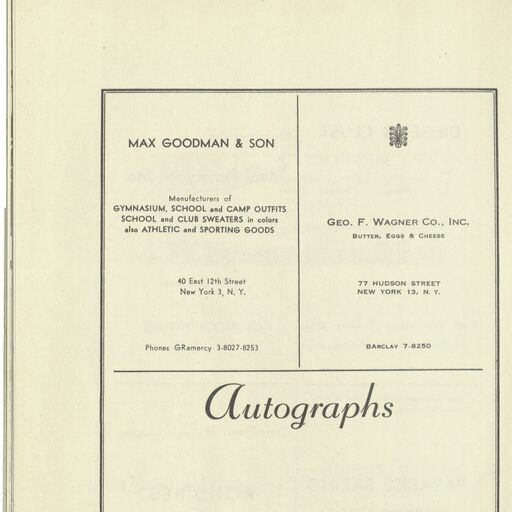 MAX GOODMAN & SON
Manufacturers of
GYMNASIUM, SCHOOL and CAMP OUTFITS
SCHOOL and CLUB SWEATERS in colors
also ATHLETIC and SPORTING GOODS
40 East 12th Street
New York 3, N. Y.
Phones GRamercy 3-8027-8253
GEO. F. WAGNER CO., INC.
BUTTER, EGGS & CHEESE
77 HUDSON STREET
NEW YORK 13, N. Y.
BARCLAY 7-8250
Autographs